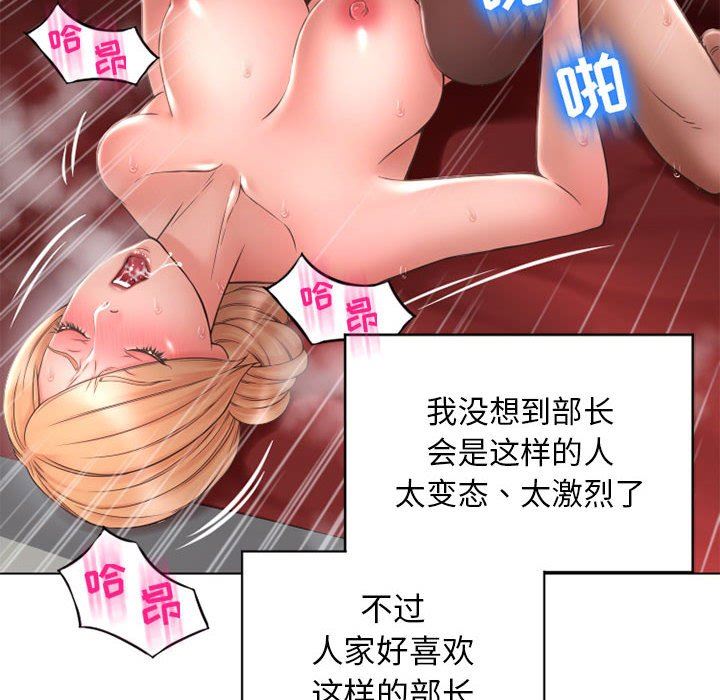 哈昂
啪
哈昂
我没想到部长
会是这样的人
太变态、太激烈了
哈昂
不过
人家好喜欢
这样的部长